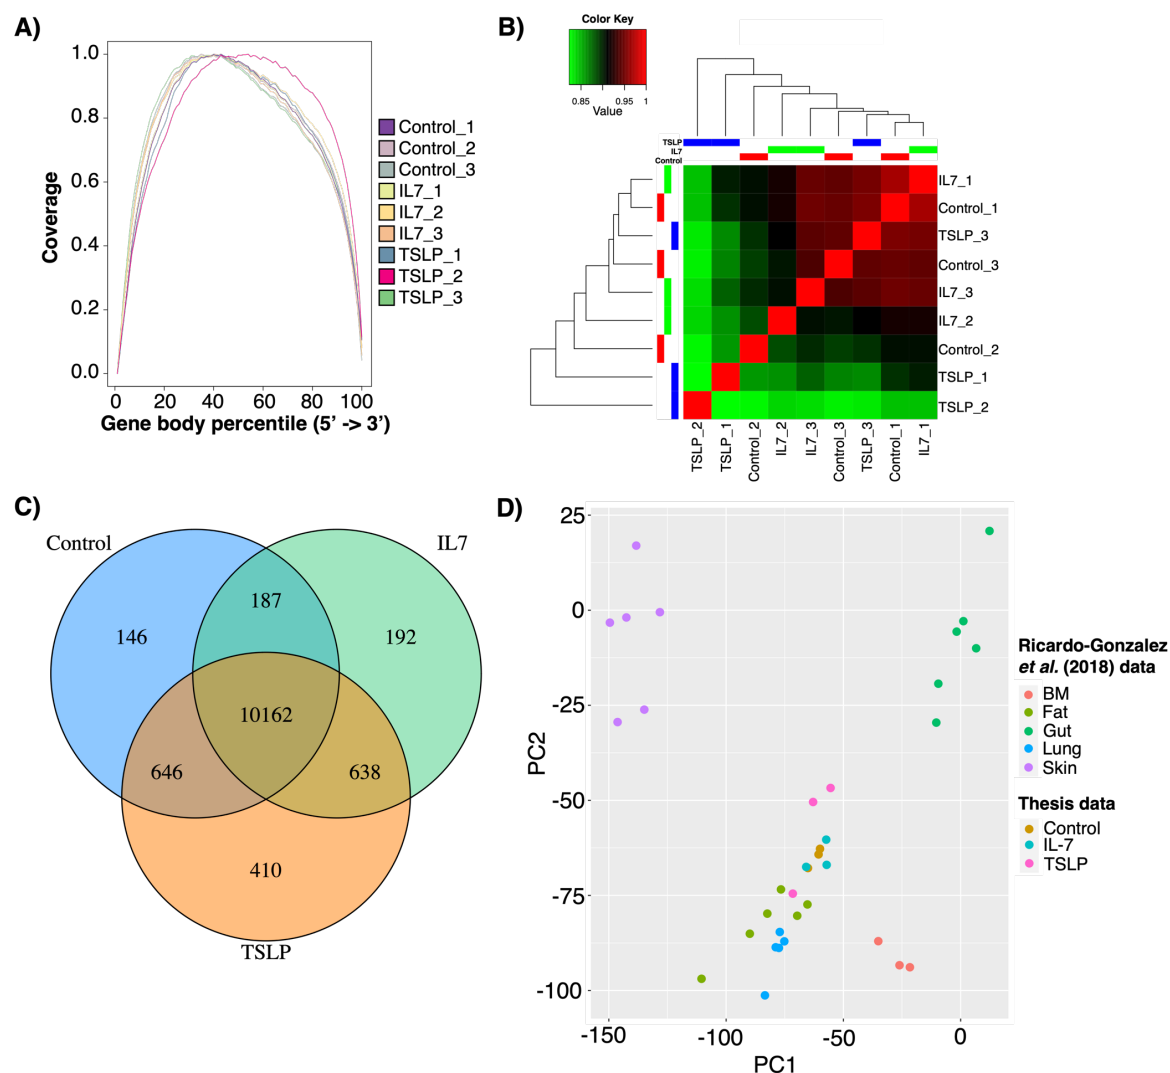 A)
1.0
0.8
0.6
0.4
0.2
0.0
Coverage
0 20 40 60 80 100
Gene body percentile (5’ -> 3’)
Control_1
Control_2
Control_3
IL7_1
IL7_2
IL7_3
TSLP_1
TSLP_2
TSLP_3
B)
Color Key
0.85 0.95 1
Value
TSLP
IL7
Control
IL7_1
Control_1
TSLP_3
Control_3
IL7_3
IL7_2
Control_2
TSLP_1
TSLP_2
TSLP_2
TSLP_1
Control_2
IL7_2
IL7_3
Control_3
TSLP_3
Control_1
IL7_1
C)
Control
IL7
187
146
192
10162
646
638
410
TSLP
D)
25
0
-25
-50
-75
-100
PC2
-150 -100 -50 0
PC1
Ricardo-Gonzalez
et al. (2018) data
BM
Fat
Gut
Lung
Skin
Thesis data
Control
IL-7
TSLP